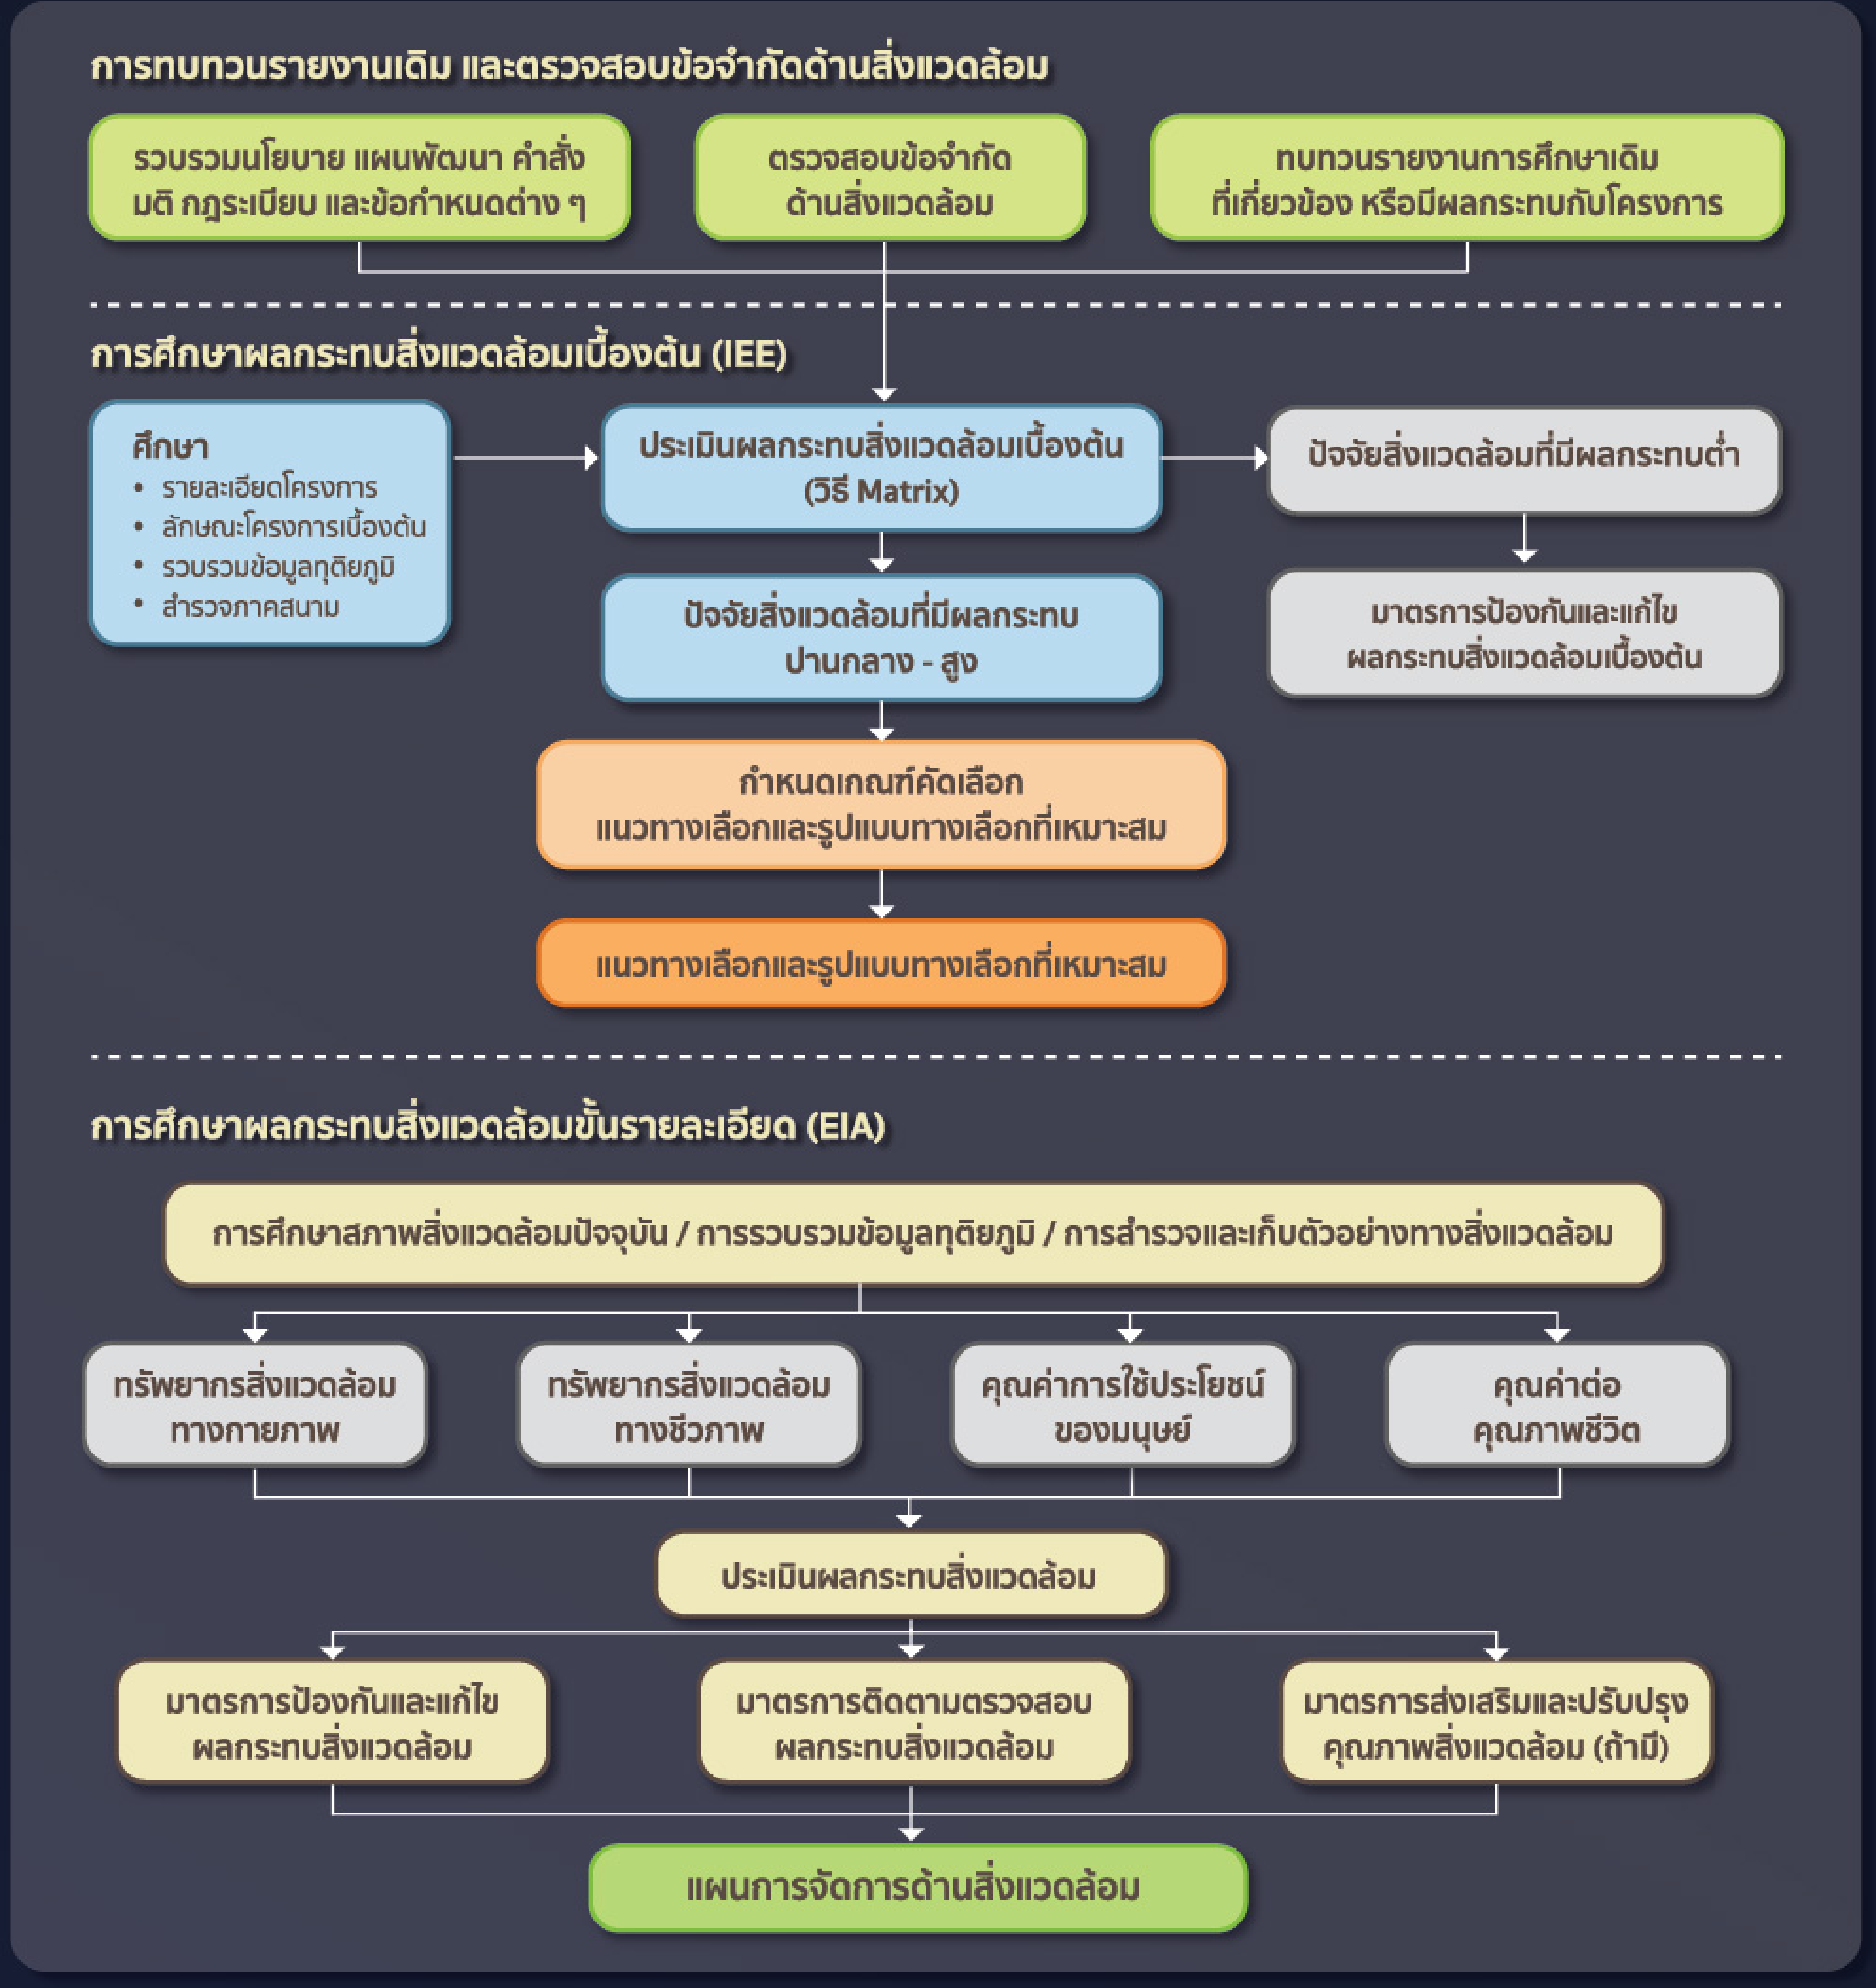 การทบทวนรายงานเดิม และตรวจสอบข้อจำกัดด้านสิ่งแวดล้อม
รวบรวมนโยบาย แผนพัฒนา คำสั่ง
มติ กฎระเบียบ และข้อกำหนดต่าง ๆ
ตรวจสอบข้อจำกัด
ด้านสิ่งแวดล้อม
ทบทวนรายงานการศึกษาเดิม
ที่เกี่ยวข้อง หรือมีผลกระทบกับโครงการ
การศึกษาผลกระทบสิ่งแวดล้อมเบื้องต้น (IEE)
ศึกษา
• รายละเอียดโครงการ
• ลักษณะโครงการเบื้องต้น
• รวบรวมข้อมูลทุติยภูมิ
• สำรวจภาคสนาม
ประเมินผลกระทบสิ่งแวดล้อมเบื้องต้น
(วิธี Matrix)
ปัจจัยสิ่งแวดล้อมที่มีผลกระทบต่ำ
ปัจจัยสิ่งแวดล้อมที่มีผลกระทบ
ปานกลาง - สูง
มาตรการป้องกันและแก้ไข
ผลกระทบสิ่งแวดล้อมเบื้องต้น
กำหนดเกณฑ์คัดเลือก
แนวทางเลือกและรูปแบบทางเลือกที่เหมาะสม
แนวทางเลือกและรูปแบบทางเลือกที่เหมาะสม
การศึกษาผลกระทบสิ่งแวดล้อมขั้นรายละเอียด (EIA)
การศึกษาสภาพสิ่งแวดล้อมปัจจุบัน / การรวบรวมข้อมูลทุติยภูมิ / การสำรวจและเก็บตัวอย่างทางสิ่งแวดล้อม
ทรัพยากรสิ่งแวดล้อม
ทางกายภาพ
ทรัพยากรสิ่งแวดล้อม
ทางชีวภาพ
คุณค่าการใช้ประโยชน์
ของมนุษย์
คุณค่าต่อ
คุณภาพชีวิต
ประเมินผลกระทบสิ่งแวดล้อม
มาตรการป้องกันและแก้ไข
ผลกระทบสิ่งแวดล้อม
มาตรการติดตามตรวจสอบ
ผลกระทบสิ่งแวดล้อม
มาตรการส่งเสริมและปรับปรุง
คุณภาพสิ่งแวดล้อม (ถ้ามี)
แผนการจัดการด้านสิ่งแวดล้อม